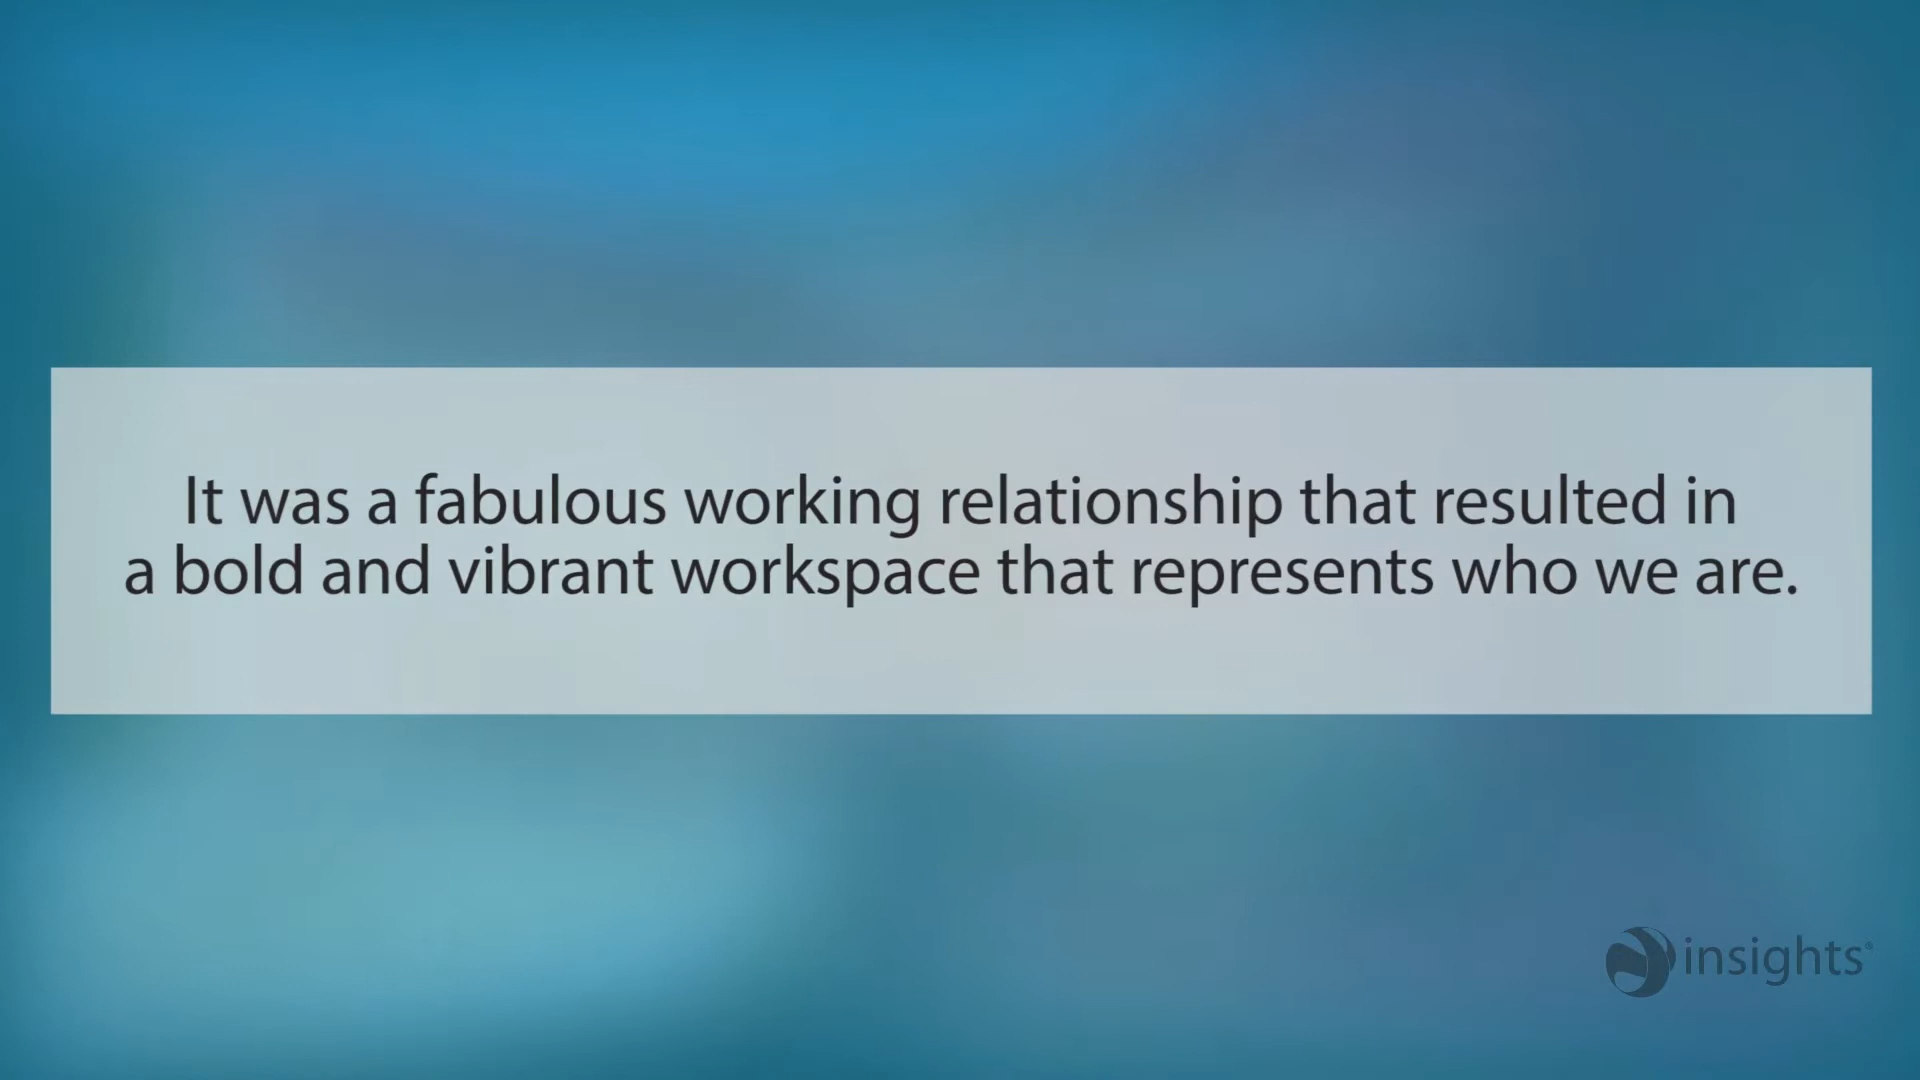 It was a fabulous working relationship that resulted in
a bold and vibrant workspace that represents who we are.
insights®